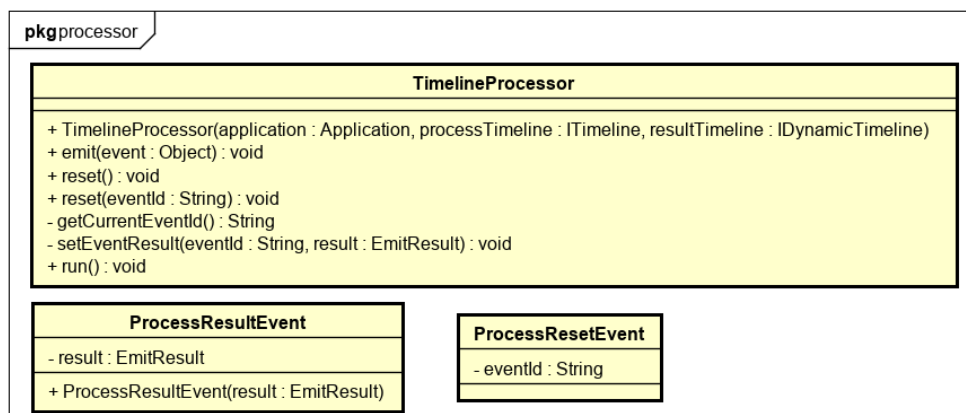 pkg processor
TimelineProcessor
+ TimelineProcessor(application : Application, processTimeline : ITimeline, resultTimeline : IDynamicTimeline)
+ emit(event : Object) : void
+ reset() : void
+ reset(eventId : String) : void
- getCurrentEventId() : String
- setEventResult(eventId : String, result : EmitResult) : void
+ run() : void
ProcessResultEvent
- result : EmitResult
+ ProcessResultEvent(result : EmitResult)
ProcessResetEvent
- eventId : String